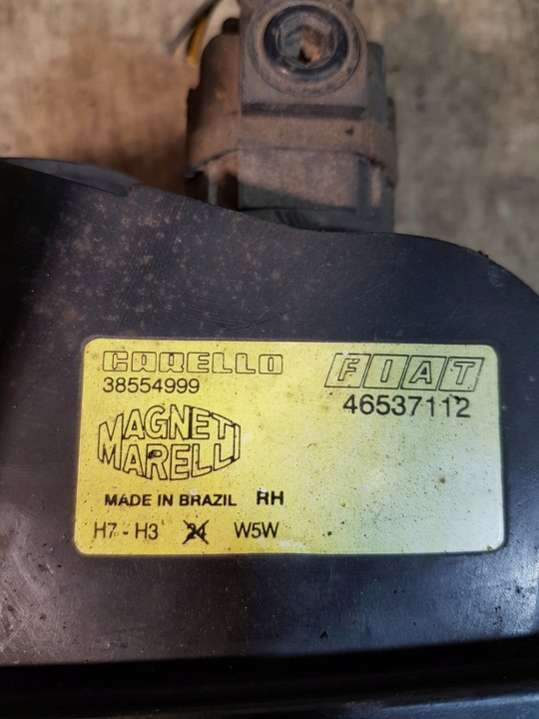 CARELLO FIAT
38554999 46537112
MAGNETI
MARELLI
MADE IN BRAZIL RH
H7 - H3 24 W5W